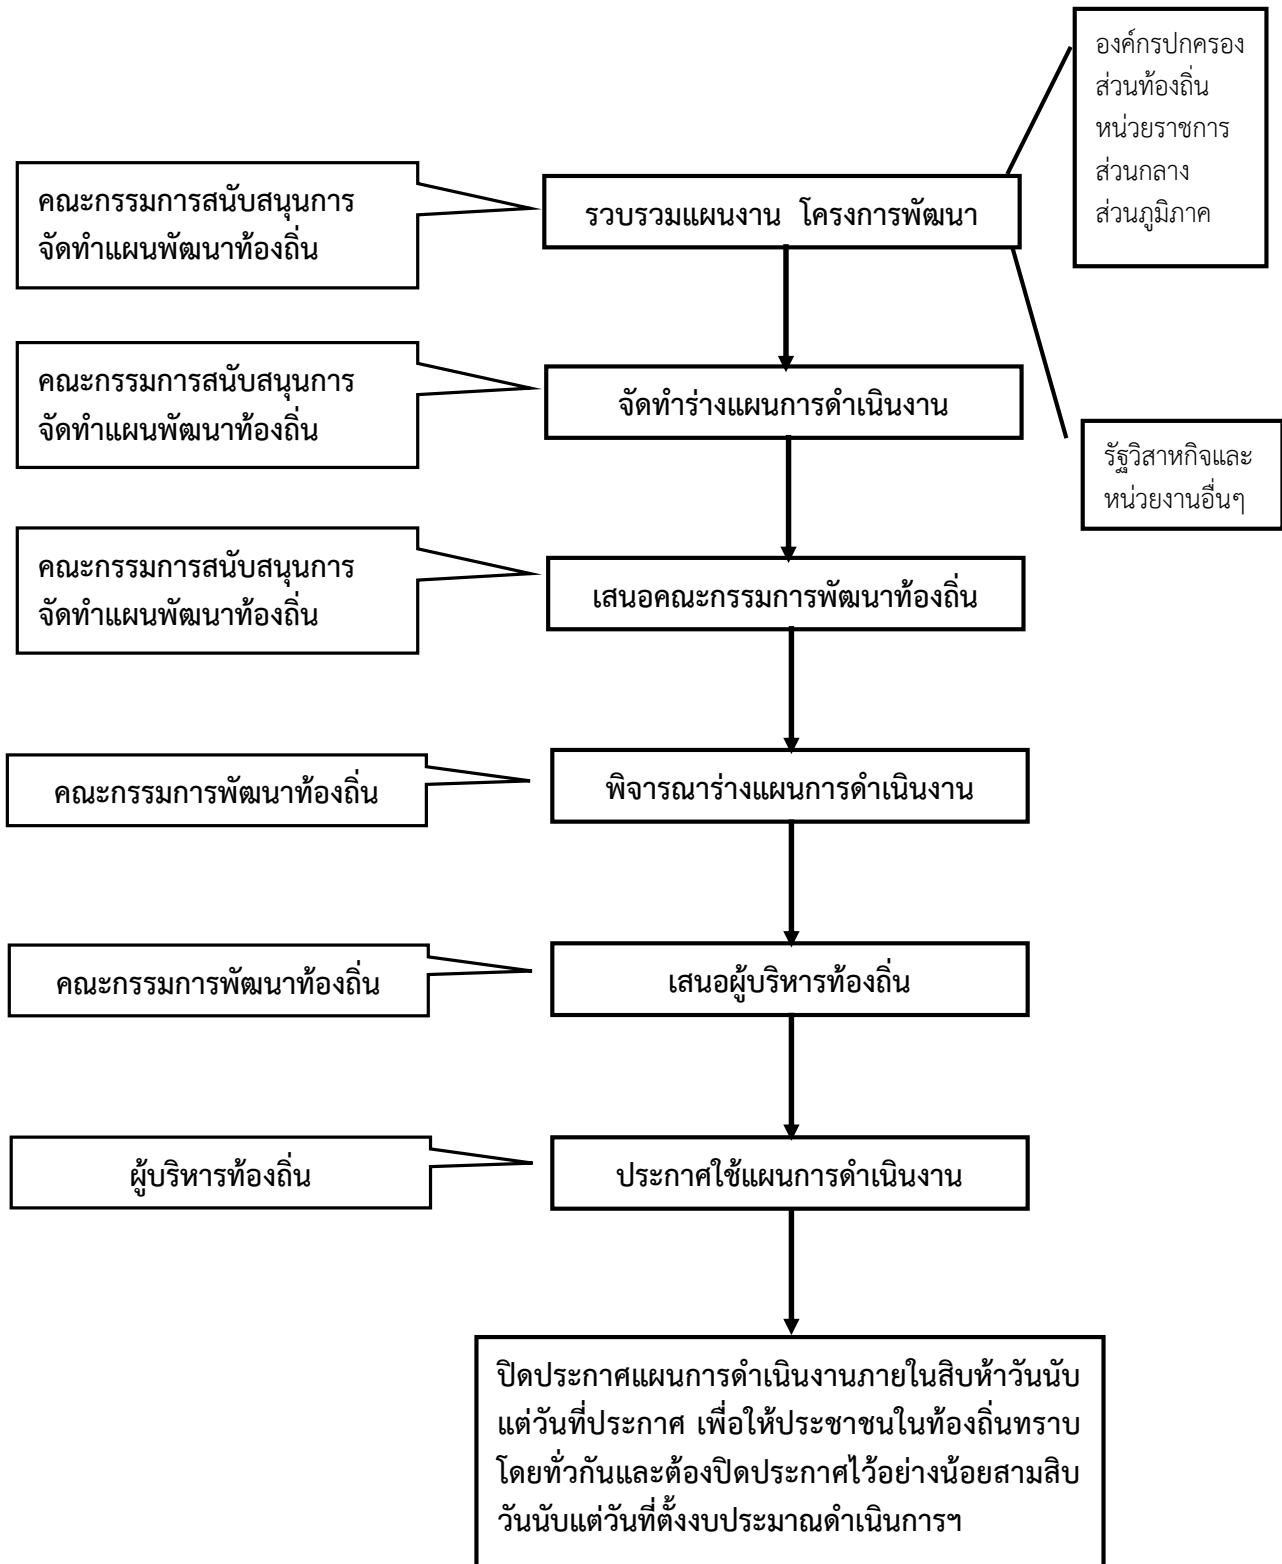 องค์กรปกครอง
ส่วนท้องถิ่น
หน่วยราชการ
ส่วนกลาง
ส่วนภูมิภาค
คณะกรรมการสนับสนุนการ
จัดทำแผนพัฒนาท้องถิ่น
รวบรวมแผนงาน โครงการพัฒนา
คณะกรรมการสนับสนุนการ
จัดทำแผนพัฒนาท้องถิ่น
จัดทำร่างแผนการดำเนินงาน
รัฐวิสาหกิจและ
หน่วยงานอื่นๆ
คณะกรรมการสนับสนุนการ
จัดทำแผนพัฒนาท้องถิ่น
เสนอคณะกรรมการพัฒนาท้องถิ่น
คณะกรรมการพัฒนาท้องถิ่น
พิจารณาร่างแผนการดำเนินงาน
คณะกรรมการพัฒนาท้องถิ่น
เสนอผู้บริหารท้องถิ่น
ผู้บริหารท้องถิ่น
ประกาศใช้แผนการดำเนินงาน
ปิดประกาศแผนการดำเนินงานภายในสิบห้าวันนับ
แต่วันที่ประกาศ เพื่อให้ประชาชนในท้องถิ่นทราบ
โดยทั่วกันและต้องปิดประกาศไว้อย่างน้อยสามสิบ
วันนับแต่วันที่ตั้งงบประมาณดำเนินการฯ